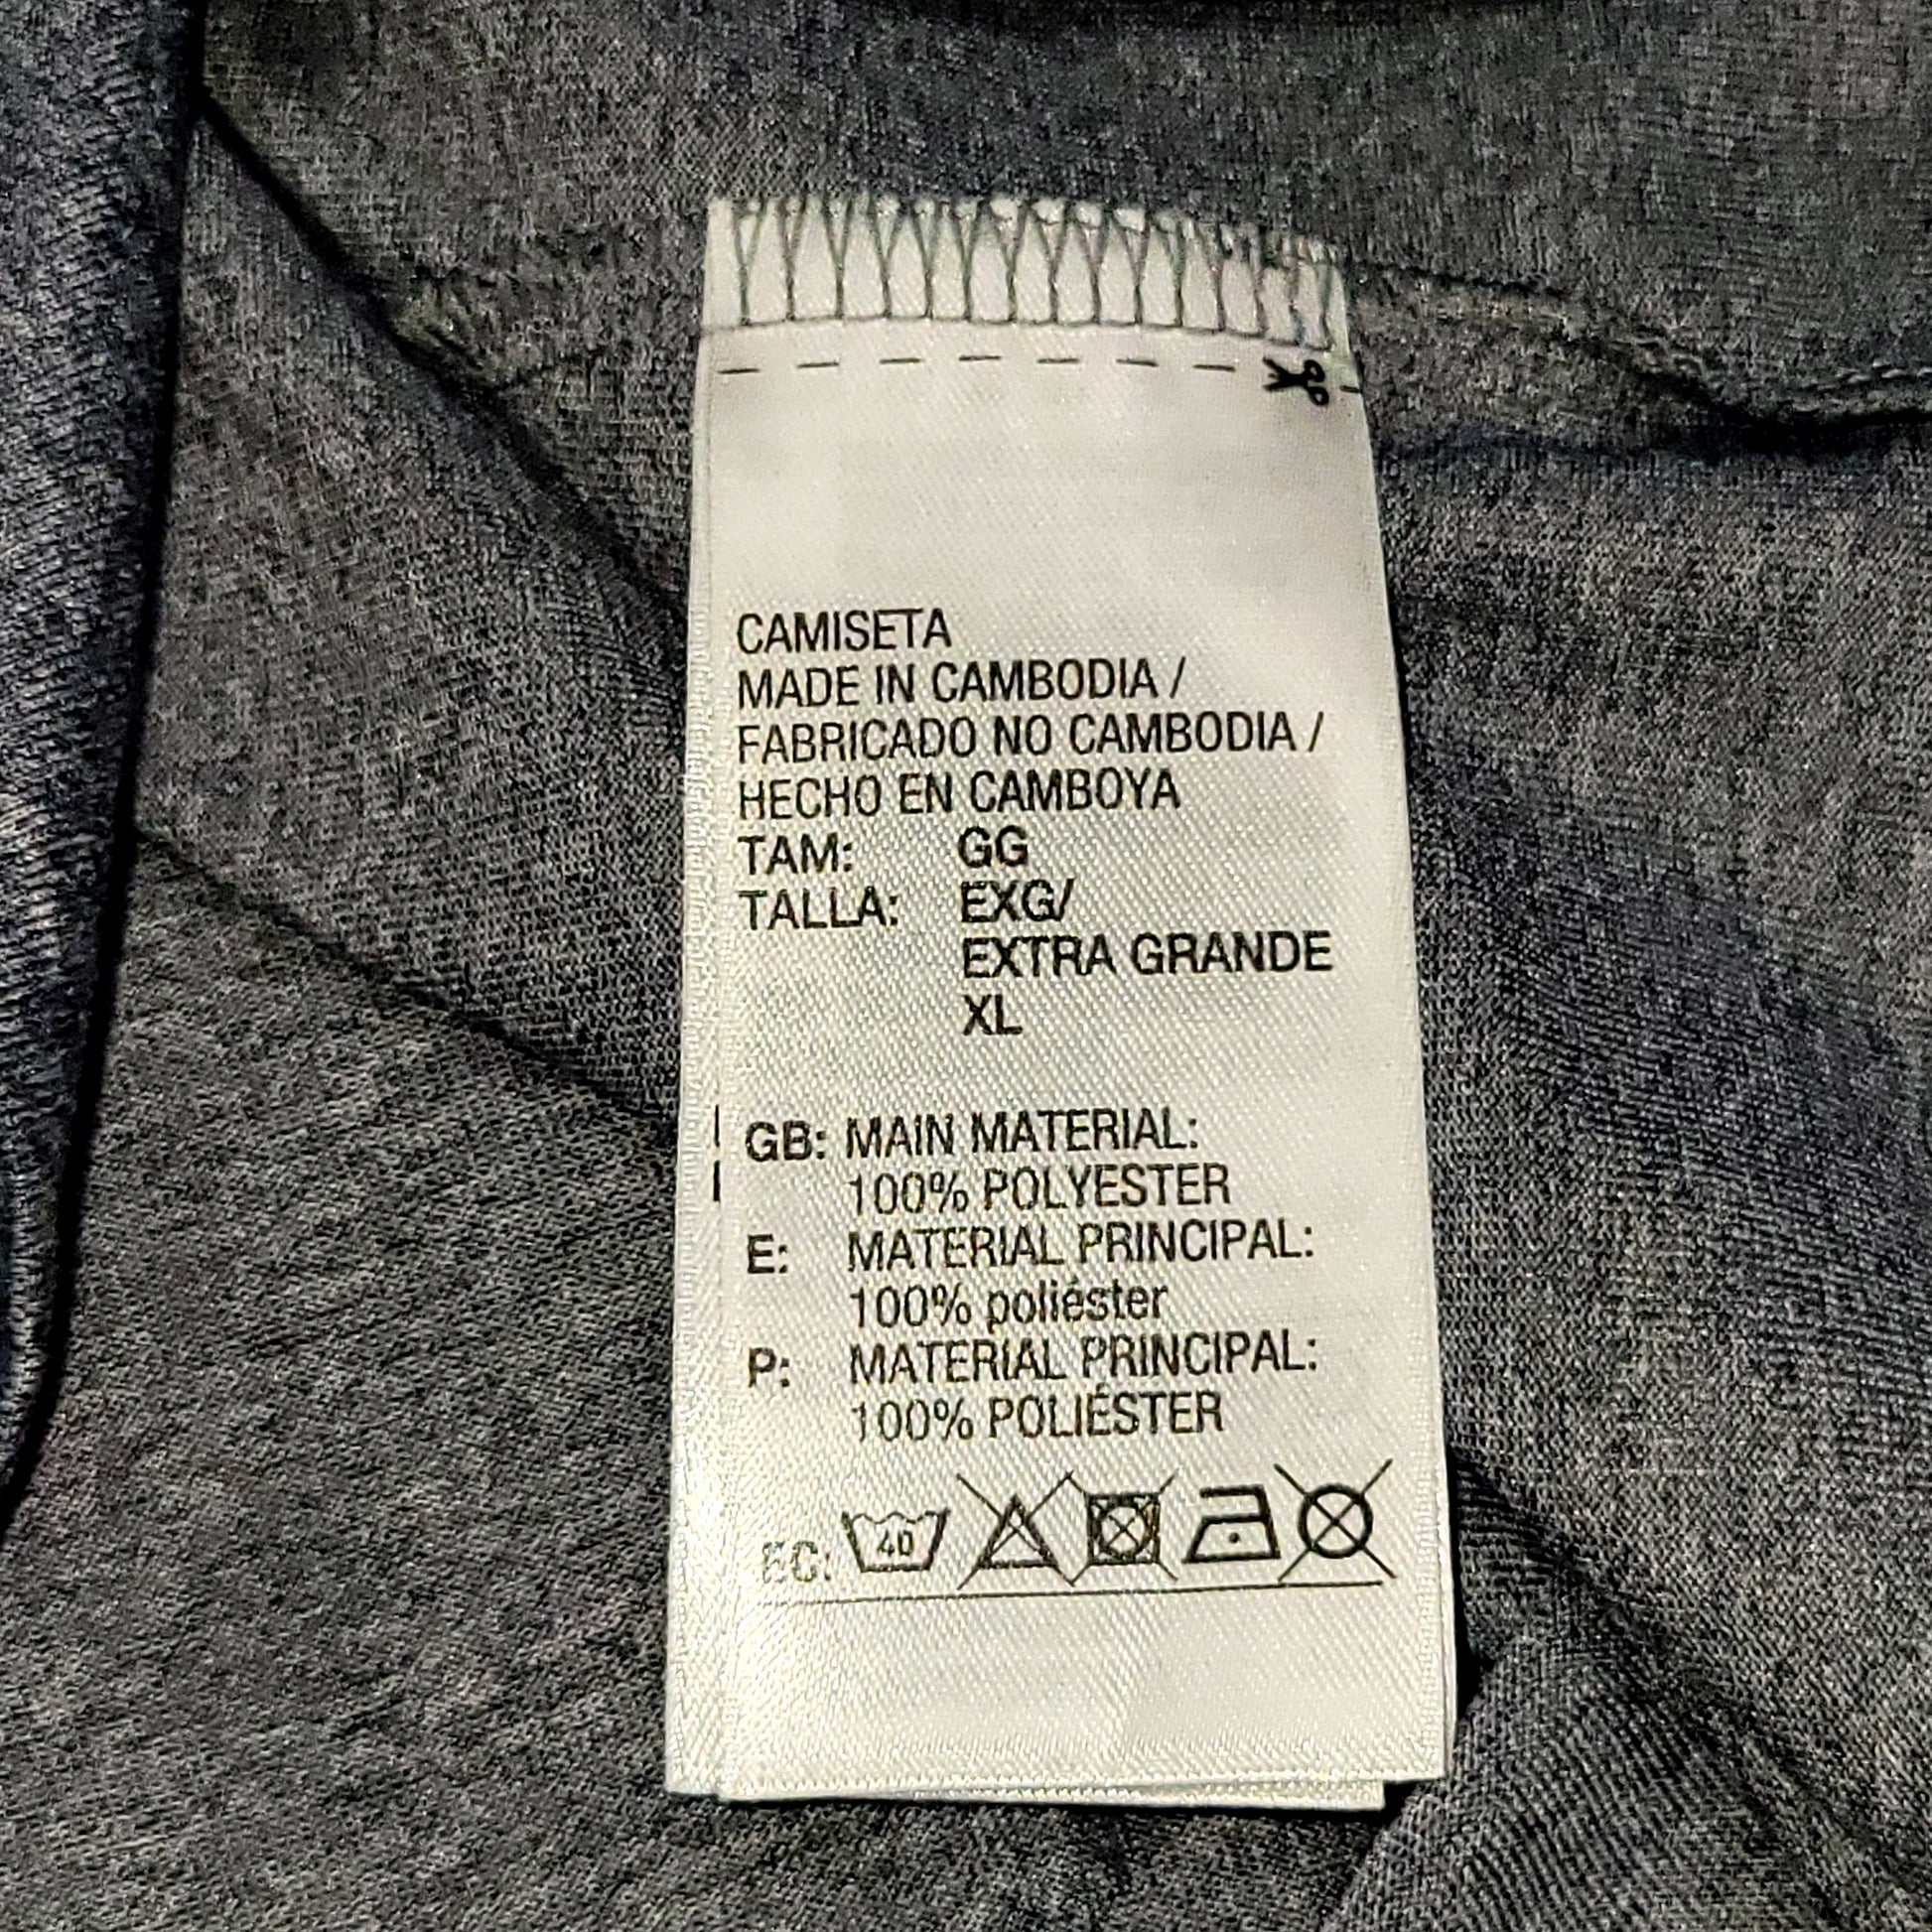 CAMISETA
MADE IN CAMBODIA /
FABRICADO NO CAMBODIA /
HECHO EN CAMBOYA
TAM: GG
TALLA: EXG/
EXTRA GRANDE
XL
GB: MAIN MATERIAL:
100% POLYESTER
E: MATERIAL PRINCIPAL:
100% poliéster
P: MATERIAL PRINCIPAL:
100% POLIÉSTER
EC: 40